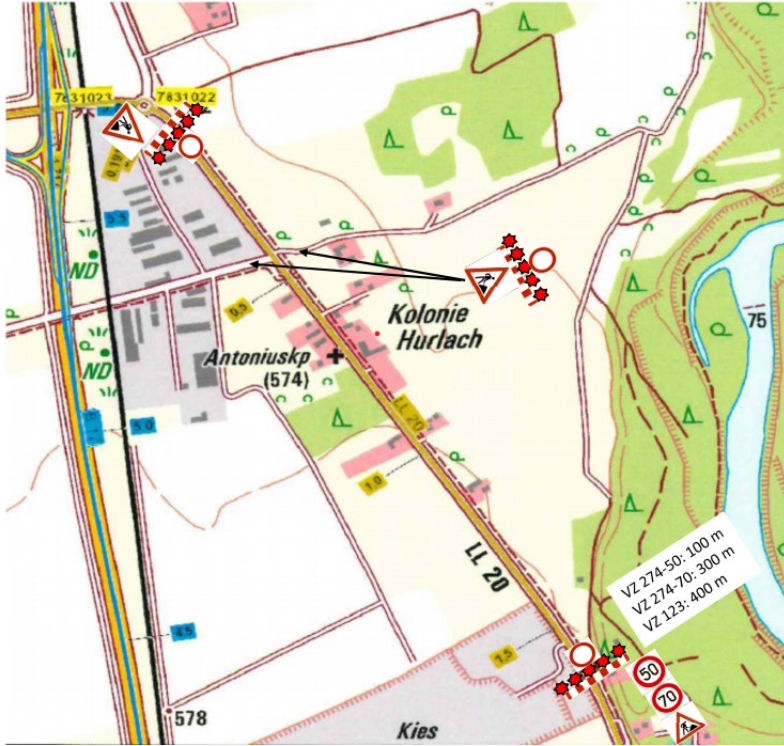 7831023
7831022
0.19
5.5
ND
75
0.5
Kolonie
Hurlach
Antoniuskp
(574)
ND
5.0
LL 20
1.0
LL 20
VZ 274-50: 100 m
VZ 274-70: 300 m
VZ 123: 400 m
4.5
1.5
50
70
578
Kies